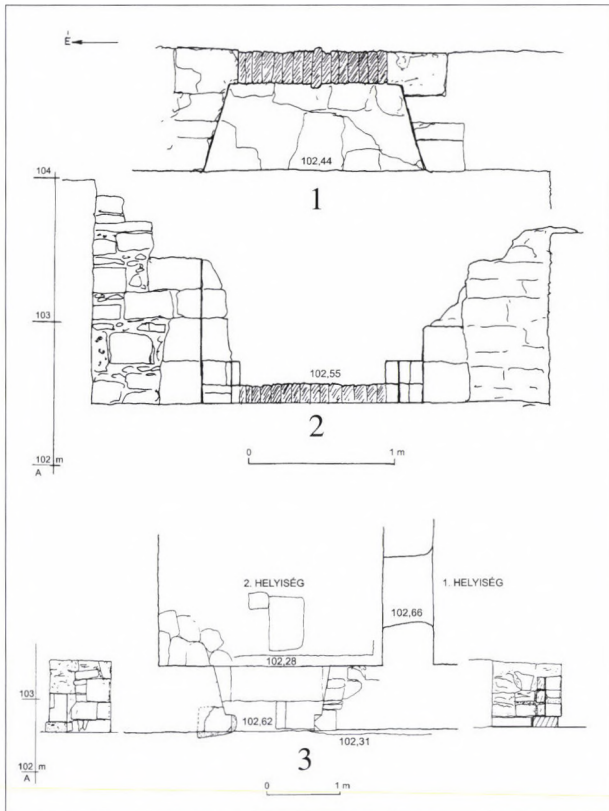 É
102,44
104
1
103
102,55
2
102 m
A
0 1 m
2. HELYISÉG
1. HELYISÉG
102,66
102,28
103
102,62
102,31
3
102 m
A
0 1 m